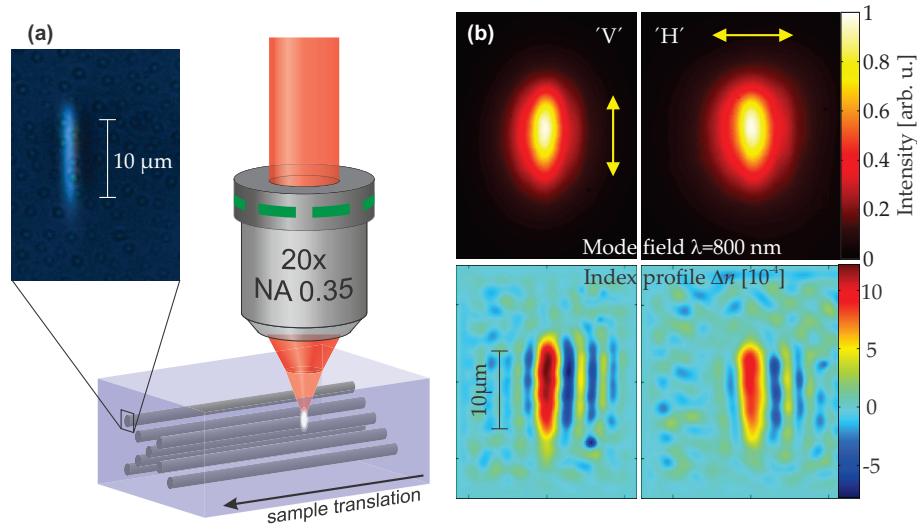 (a)
10 μm
20x
NA 0.35
sample translation
(b)
´V´
´H´
Mode field λ=800 nm
1
0.8
0.6
0.4
0.2
0
Intensity [arb. u.]
Index profile Δn [10⁻⁴]
10μm
10
5
0
-5